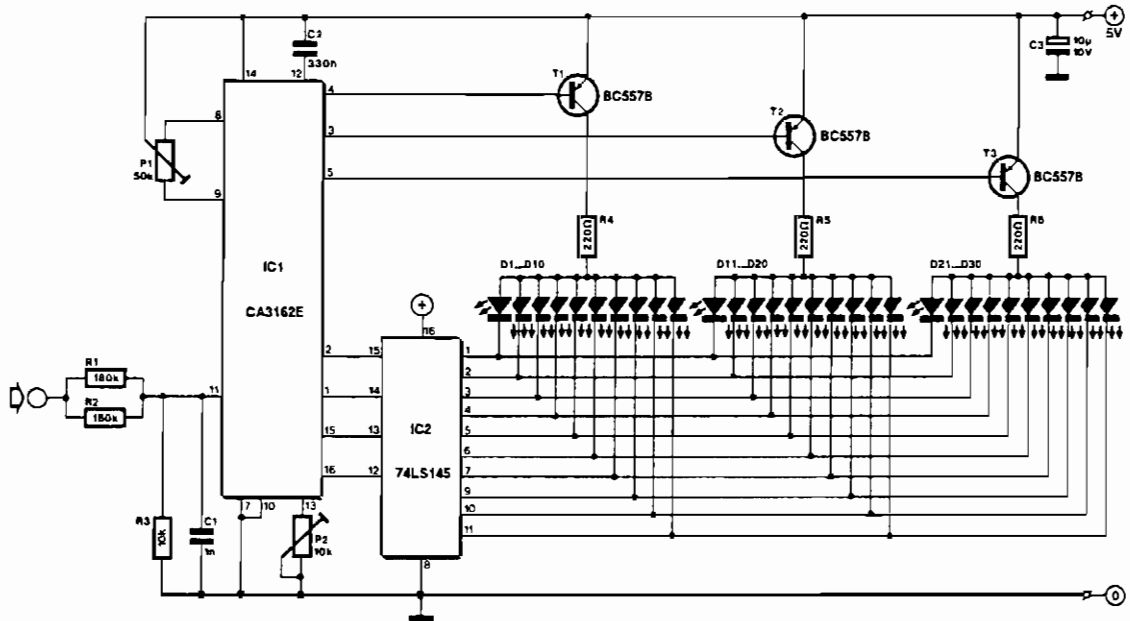 C2
330n
+
5V
C3
10µ
10V
14
12
T1
BC557B
4
8
3
T2
BC557B
P1
50k
5
T3
BC557B
9
R4
220Ω
R5
220Ω
R6
220Ω
IC1
CA3162E
D1...D10
D11...D20
D21...D30
+
16
2
15
1
2
R1
180k
11
1
14
3
R2
150k
4
15
13
IC2
5
6
16
12
74LS145
7
9
7
10
13
10
R3
10k
C1
1n
P2
10k
11
8
0